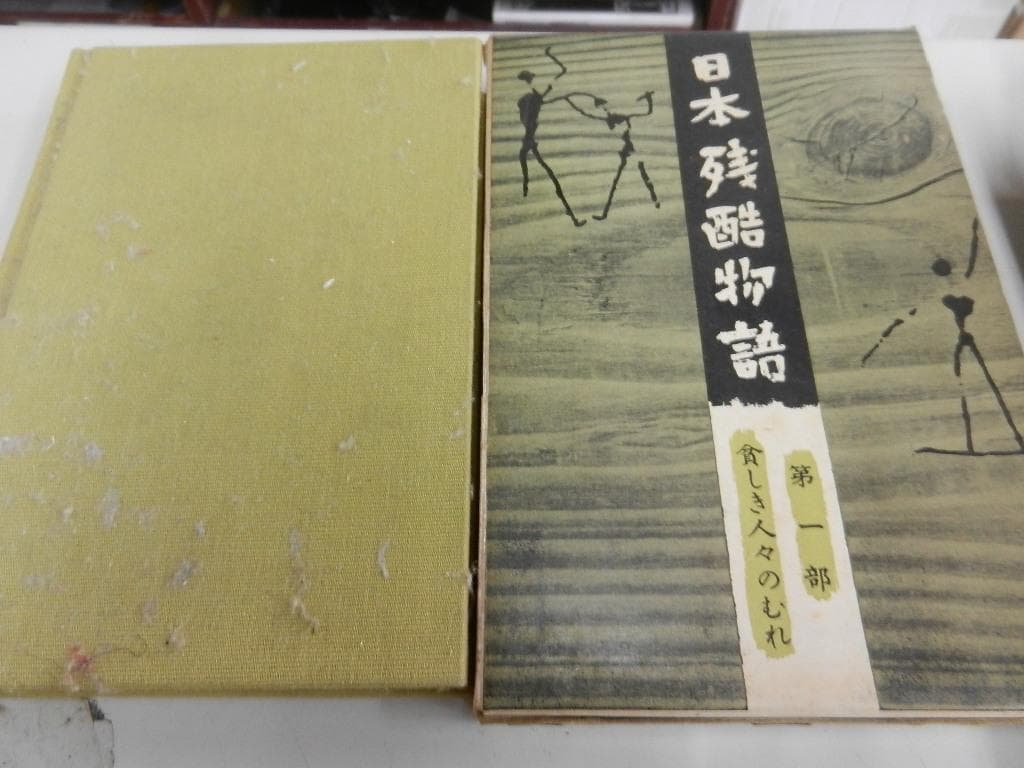 日本残酷物語
第一部
貧しき人々のむれ